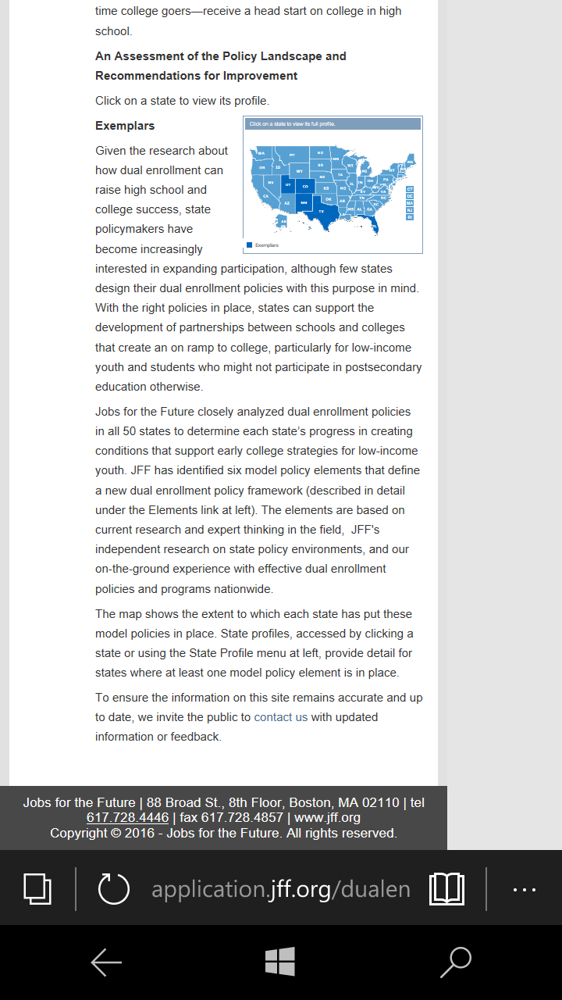 time college goers—receive a head start on college in high
school.
An Assessment of the Policy Landscape and
Recommendations for Improvement
Click on a state to view its profile.
Exemplars
Click on a state to view its full profile.
WA
MT
ND
MN
OR
ID
SD
WI
MI
NY
ME
WY
IA
NE
PA
NV
UT
CO
IL
IN
OH
CA
KS
MO
KY
WV
VA
CT
AZ
NM
OK
AR
TN
NC
DE
TX
MS
AL
GA
SC
MA
LA
NJ
AK
RI
Exemplars
Given the research about
how dual enrollment can
raise high school and
college success, state
policymakers have
become increasingly
interested in expanding participation, although few states
design their dual enrollment policies with this purpose in mind.
With the right policies in place, states can support the
development of partnerships between schools and colleges
that create an on ramp to college, particularly for low-income
youth and students who might not participate in postsecondary
education otherwise.
Jobs for the Future closely analyzed dual enrollment policies
in all 50 states to determine each state’s progress in creating
conditions that support early college strategies for low-income
youth. JFF has identified six model policy elements that define
a new dual enrollment policy framework (described in detail
under the Elements link at left). The elements are based on
current research and expert thinking in the field,  JFF's
independent research on state policy environments, and our
on-the-ground experience with effective dual enrollment
policies and programs nationwide.
The map shows the extent to which each state has put these
model policies in place. State profiles, accessed by clicking a
state or using the State Profile menu at left, provide detail for
states where at least one model policy element is in place.
To ensure the information on this site remains accurate and up
to date, we invite the public to contact us with updated
information or feedback.
Jobs for the Future | 88 Broad St., 8th Floor, Boston, MA 02110 | tel
617.728.4446 | fax 617.728.4857 | www.jff.org
Copyright © 2016 - Jobs for the Future. All rights reserved.
application.jff.org/dualen